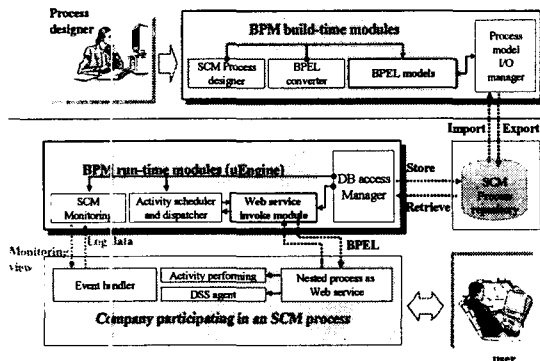 Process
designer
BPM build-time modules
SCM Process
designer
BPEL
converter
BPEL models
Process
model
I/O
manager
Import
Export
BPM run-time modules (uEngine)
SCM
Monitoring
Activity scheduler
and dispatcher
Web service
Invoke module
DB access
Manager
Store
Retrieve
SCM
Process
repository
Monitoring
view
Log data
BPEL
Event handler
Activity performing
DSS agent
Nested process as
Web service
Company participating in an SCM process
user